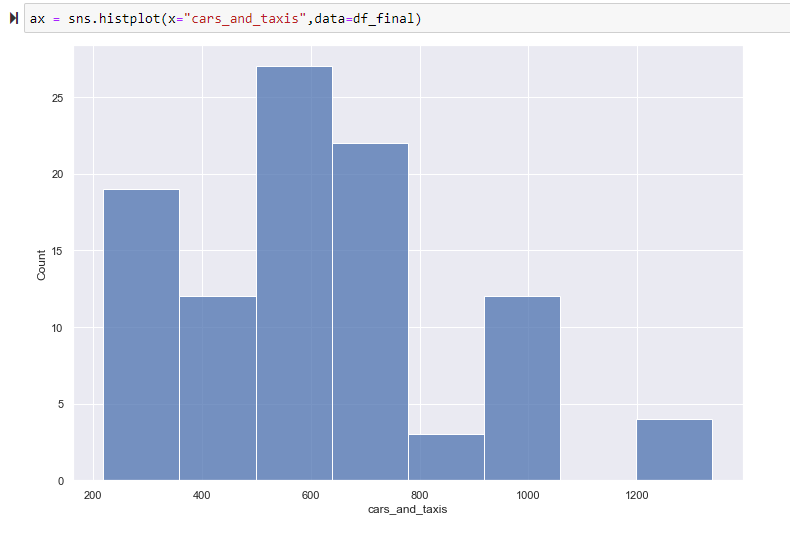 ax = sns.histplot(x="cars_and_taxis",data=df_final)
25
20
15
10
5
0
Count
200 400 600 800 1000 1200
cars_and_taxis